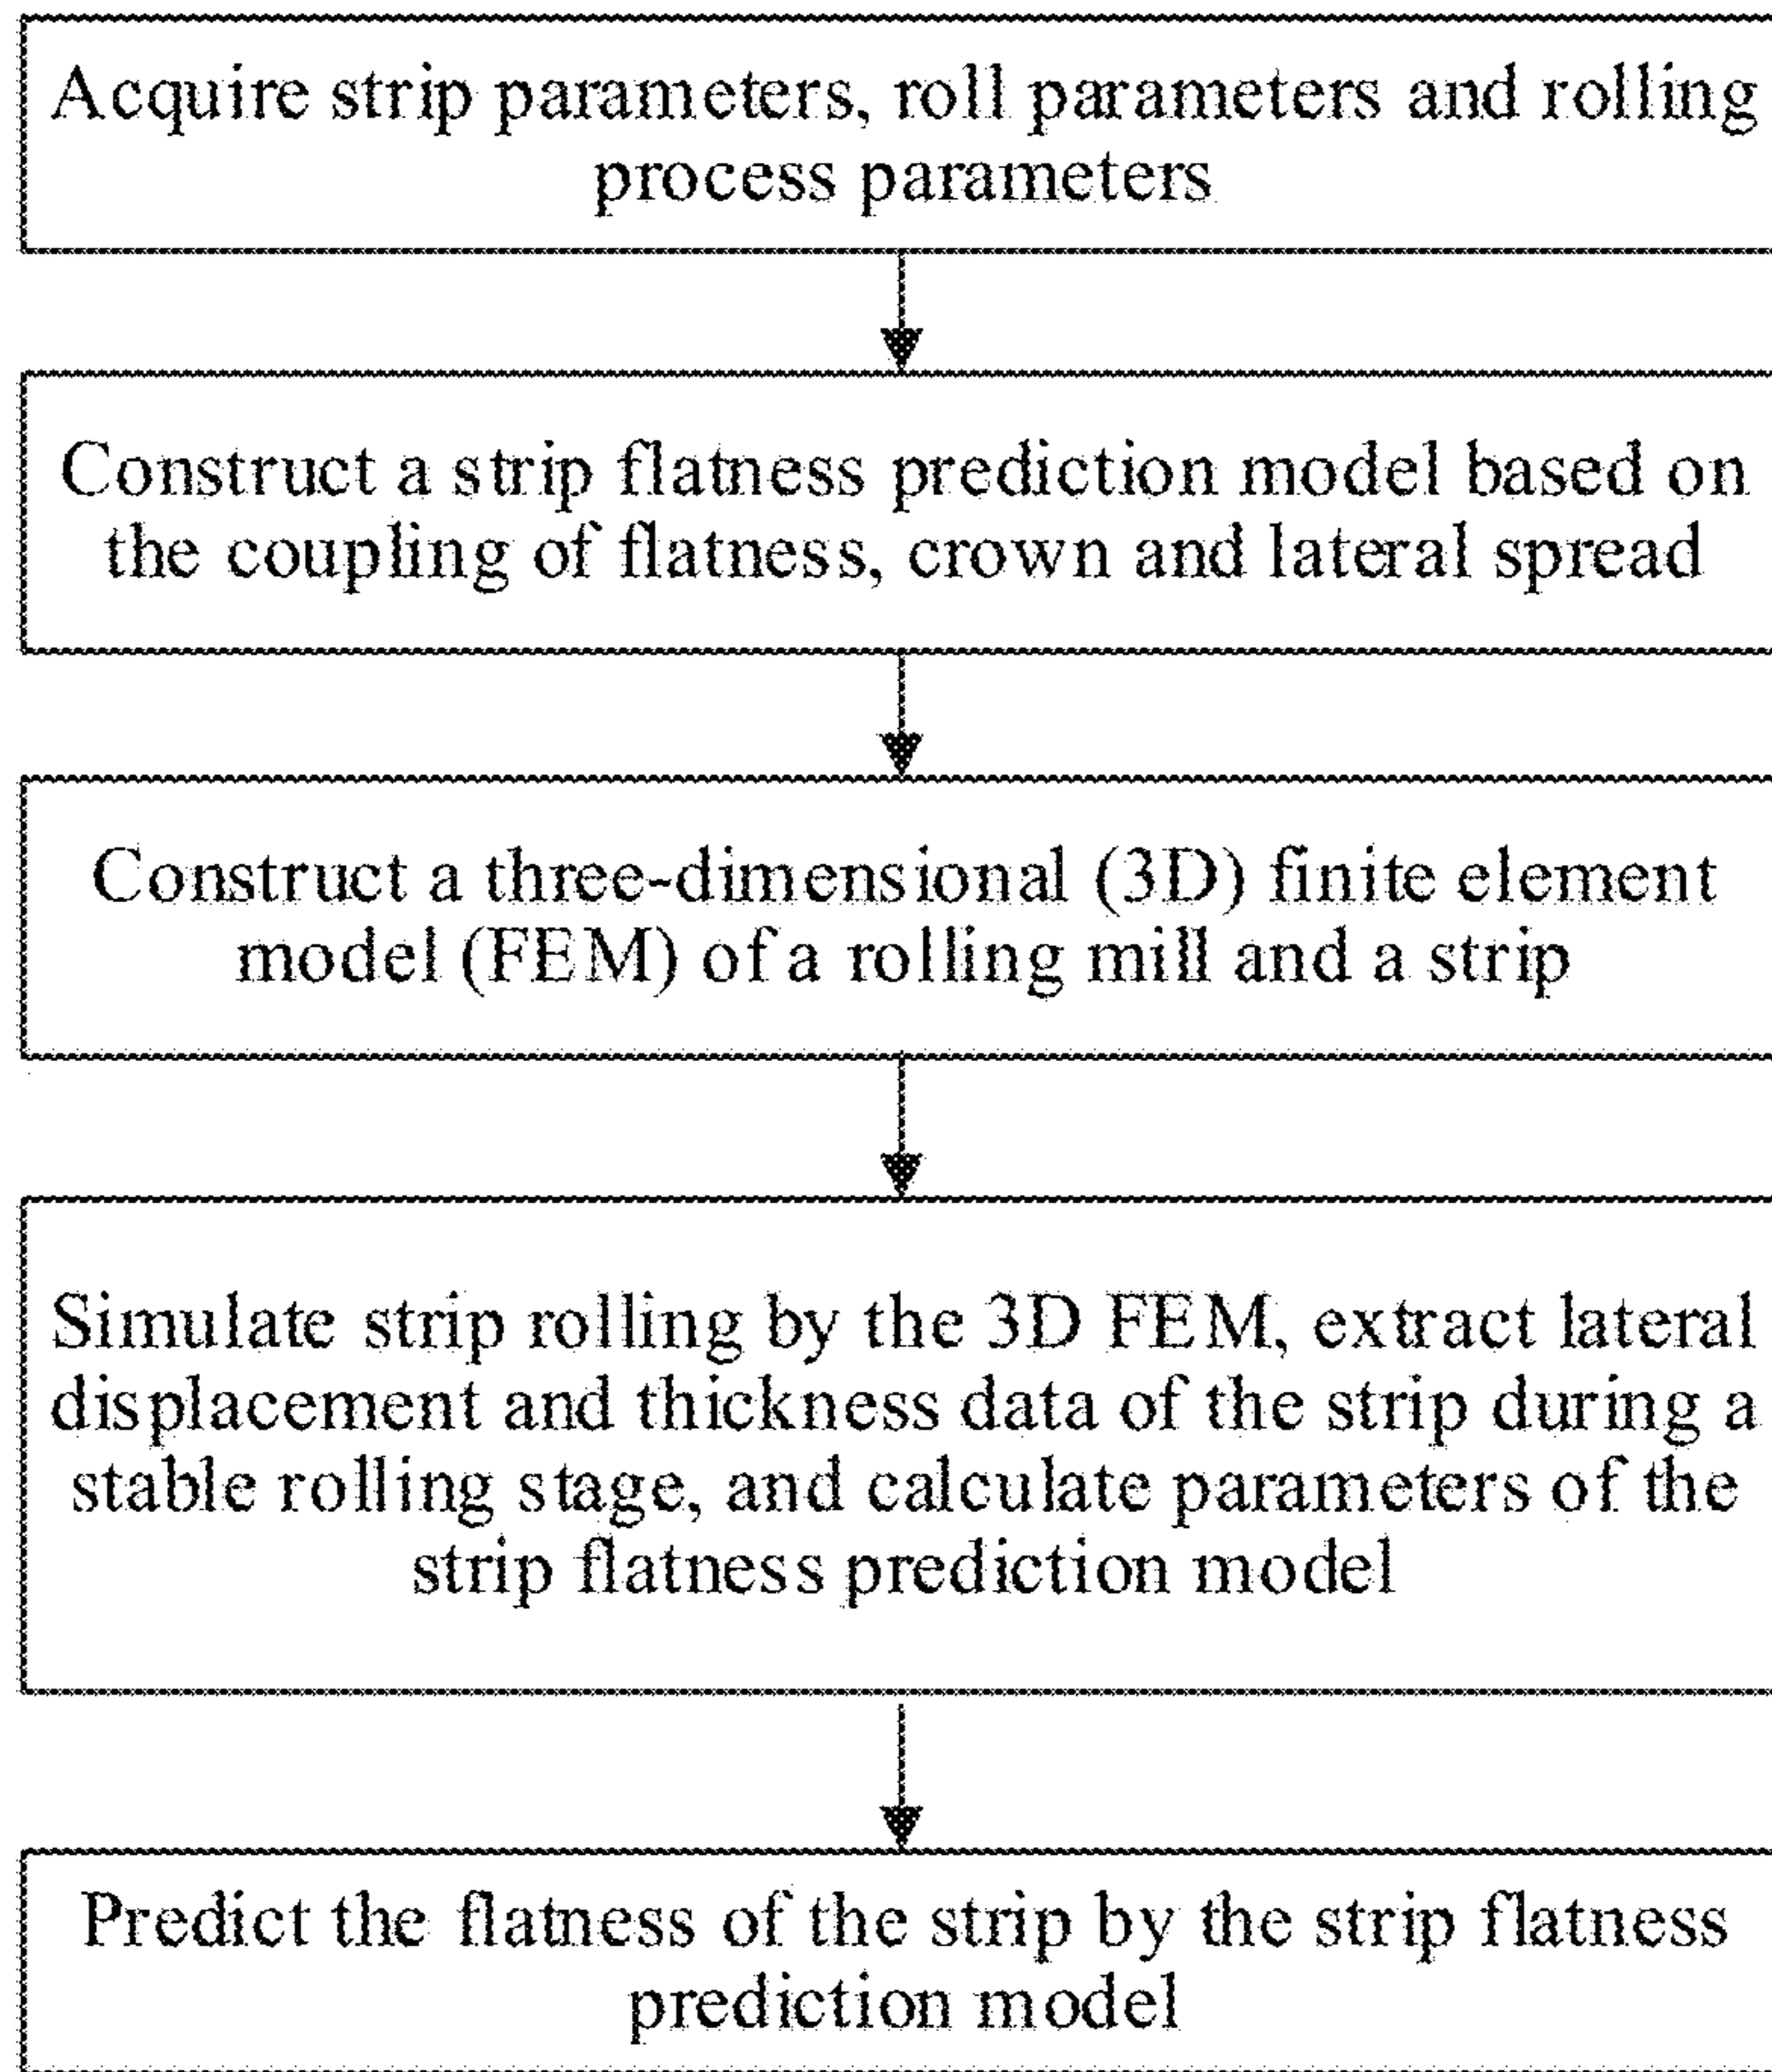 Acquire strip parameters, roll parameters and rolling
process parameters
Construct a strip flatness prediction model based on
the coupling of flatness, crown and lateral spread
Construct a three-dimensional (3D) finite element
model (FEM) of a rolling mill and a strip
Simulate strip rolling by the 3D FEM, extract lateral
displacement and thickness data of the strip during a
stable rolling stage, and calculate parameters of the
strip flatness prediction model
Predict the flatness of the strip by the strip flatness
prediction model